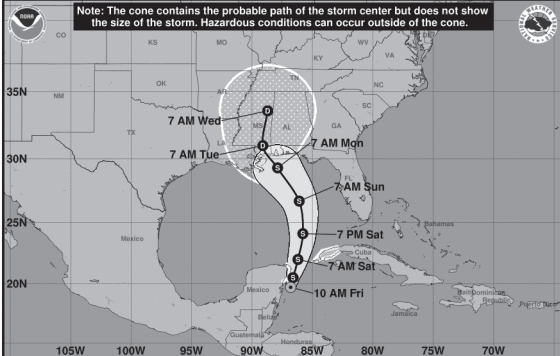 Note: The cone contains the probable path of the storm center but does not show
the size of the storm. Hazardous conditions can occur outside of the cone.
NOAA
CO
KS
MO
WV
VA
KY
35N
NM
OK
AR
TN
NC
SC
7 AM Wed
TX
MS
AL
GA
LA
7 AM Tue
7 AM Mon
30N
FL
7 AM Sun
25N
Mexico
7 PM Sat
Bahamas
Cuba
7 AM Sat
20N
Mexico
10 AM Fri
Haiti
Dominican
Republic
Puerto Rico
Jamaica
Belize
Guatemala
Honduras
105W
100W
95W
90W
85W
80W
75W
70W
D
D
S
S
S
S
S